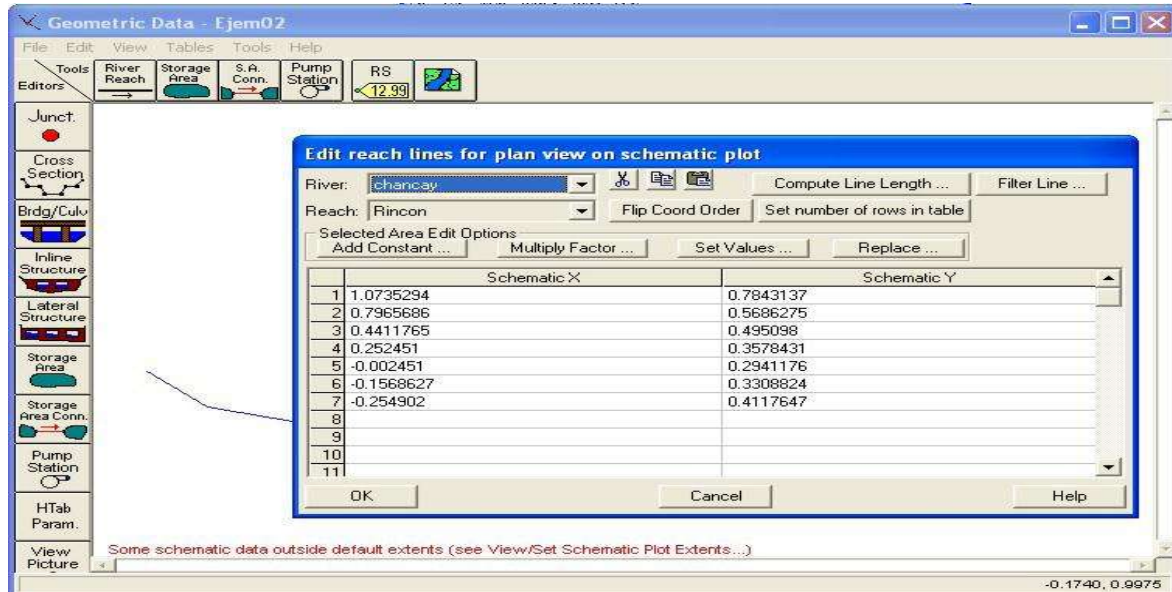 Geometric Data - Ejem02
File Edit View Tables Tools Help
Tools
Editors
River
Reach
Storage
Area
S.A.
Conn.
Pump
Station
RS
12.99
Junct.
Cross
Section
Brdg/Culv
Inline
Structure
Lateral
Structure
Storage
Area
Storage
Area Conn.
Pump
Station
HTab
Param.
View
Picture
Edit reach lines for plan view on schematic plot
River: chancay Compute Line Length ... Filter Line ...
Reach: Rincon Flip Coord Order Set number of rows in table
Selected Area Edit Options
Add Constant ... Multiply Factor ... Set Values ... Replace ...
Schematic X Schematic Y
1 1.0735294 0.7843137
2 0.7965686 0.5686275
3 0.4411765 0.495098
4 0.252451 0.3578431
5 -0.002451 0.2941176
6 -0.1568627 0.3308824
7 -0.254902 0.4117647
8
9
10
11
OK Cancel Help
Some schematic data outside default extents (see View/Set Schematic Plot Extents...)
-0.1740, 0.9975